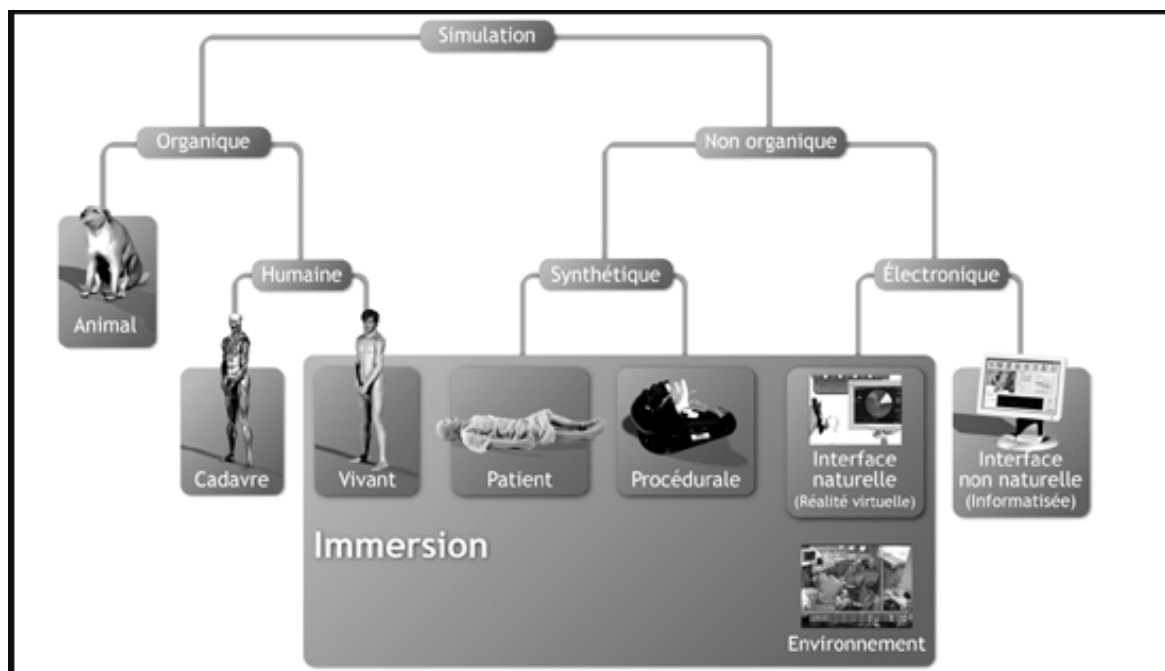 Simulation
Organique
Non organique
Humaine
Synthétique
Électronique
Animal
Cadavre
Vivant
Patient
Procédurale
Interface
naturelle
(Réalité virtuelle)
Interface
non naturelle
(Informatisée)
Immersion
Environnement